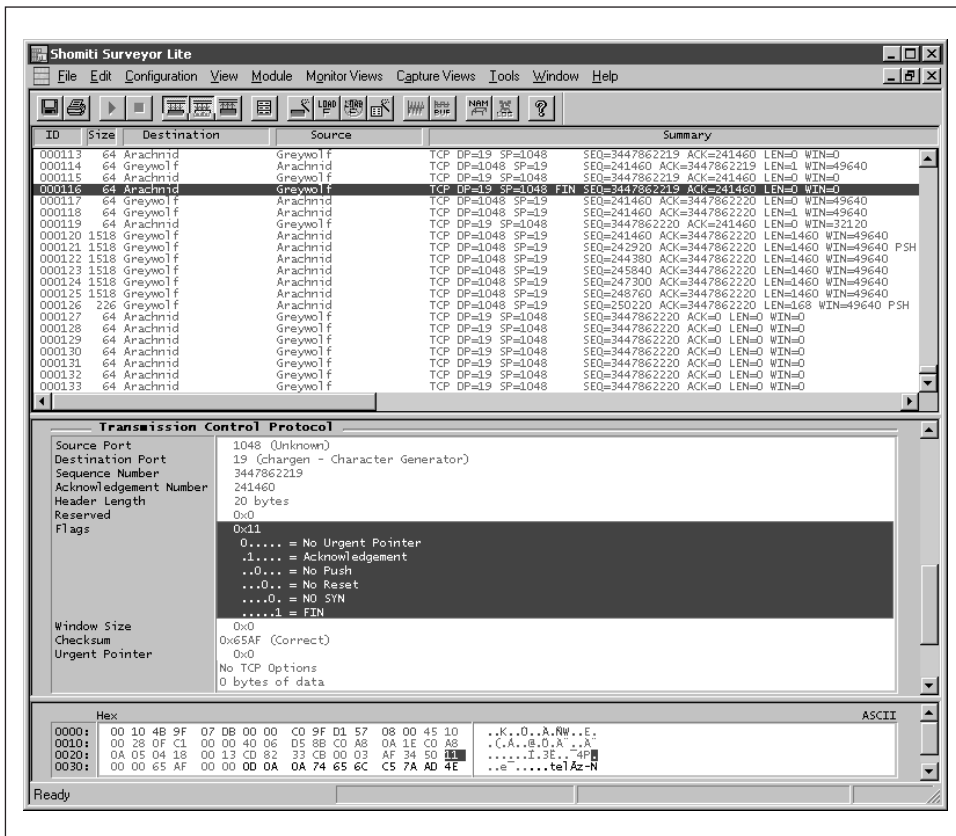 Shomiti Surveyor Lite
File Edit Configuration View Module Monitor Views Capture Views Tools Window Help
ID Size Destination Source Summary
000113 64 Arachnid Greywolf TCP DP=19 SP=1048 SEQ=3447862219 ACK=241460 LEN=0 WIN=0
000114 64 Greywolf Arachnid TCP DP=1048 SP=19 SEQ=241460 ACK=3447862219 LEN=1 WIN=49640
000115 64 Arachnid Greywolf TCP DP=19 SP=1048 SEQ=3447862219 ACK=241460 LEN=0 WIN=0
000116 64 Arachnid Greywolf TCP DP=19 SP=1048 FIN SEQ=3447862219 ACK=241460 LEN=0 WIN=0
000117 64 Greywolf Arachnid TCP DP=1048 SP=19 SEQ=241460 ACK=3447862220 LEN=0 WIN=49640
000118 64 Greywolf Arachnid TCP DP=1048 SP=19 SEQ=241460 ACK=3447862220 LEN=1 WIN=49640
000119 64 Arachnid Greywolf TCP DP=19 SP=1048 SEQ=3447862220 ACK=241460 LEN=0 WIN=32120
000120 1518 Greywolf Arachnid TCP DP=1048 SP=19 SEQ=241460 ACK=3447862220 LEN=1460 WIN=49640
000121 1518 Greywolf Arachnid TCP DP=1048 SP=19 SEQ=242920 ACK=3447862220 LEN=1460 WIN=49640 PSH
000122 1518 Greywolf Arachnid TCP DP=1048 SP=19 SEQ=244380 ACK=3447862220 LEN=1460 WIN=49640
000123 1518 Greywolf Arachnid TCP DP=1048 SP=19 SEQ=245840 ACK=3447862220 LEN=1460 WIN=49640
000124 1518 Greywolf Arachnid TCP DP=1048 SP=19 SEQ=247300 ACK=3447862220 LEN=1460 WIN=49640
000125 1518 Greywolf Arachnid TCP DP=1048 SP=19 SEQ=248760 ACK=3447862220 LEN=1460 WIN=49640
000126 226 Greywolf Arachnid TCP DP=1048 SP=19 SEQ=250220 ACK=3447862220 LEN=168 WIN=49640 PSH
000127 64 Arachnid Greywolf TCP DP=19 SP=1048 SEQ=3447862220 ACK=0 LEN=0 WIN=0
000128 64 Arachnid Greywolf TCP DP=19 SP=1048 SEQ=3447862220 ACK=0 LEN=0 WIN=0
000129 64 Arachnid Greywolf TCP DP=19 SP=1048 SEQ=3447862220 ACK=0 LEN=0 WIN=0
000130 64 Arachnid Greywolf TCP DP=19 SP=1048 SEQ=3447862220 ACK=0 LEN=0 WIN=0
000131 64 Arachnid Greywolf TCP DP=19 SP=1048 SEQ=3447862220 ACK=0 LEN=0 WIN=0
000132 64 Arachnid Greywolf TCP DP=19 SP=1048 SEQ=3447862220 ACK=0 LEN=0 WIN=0
000133 64 Arachnid Greywolf TCP DP=19 SP=1048 SEQ=3447862220 ACK=0 LEN=0 WIN=0
Transmission Control Protocol
Source Port 1048 (Unknown)
Destination Port 19 (chargen - Character Generator)
Sequence Number 3447862219
Acknowledgement Number 241460
Header Length 20 bytes
Reserved 0x0
Flags 0x11
0..... = No Urgent Pointer
.1.... = Acknowledgement
..0... = No Push
...0.. = No Reset
....0. = NO SYN
.....1 = FIN
Window Size 0x0
Checksum 0x65AF (Correct)
Urgent Pointer 0x0
No TCP Options
0 bytes of data
Hex ASCII
0000: 00 10 4B 9F 07 DB 00 00 C0 9F D1 57 08 00 45 10
0010: 00 28 0F C1 00 00 40 06 D5 8B C0 A8 0A 1E C0 A8
0020: 0A 05 04 18 00 13 CD 82 33 CB 00 03 AF 34 50 11
0030: 00 00 65 AF 00 00 0D 0A 0A 74 65 6C C5 7A AD 4E
Ready